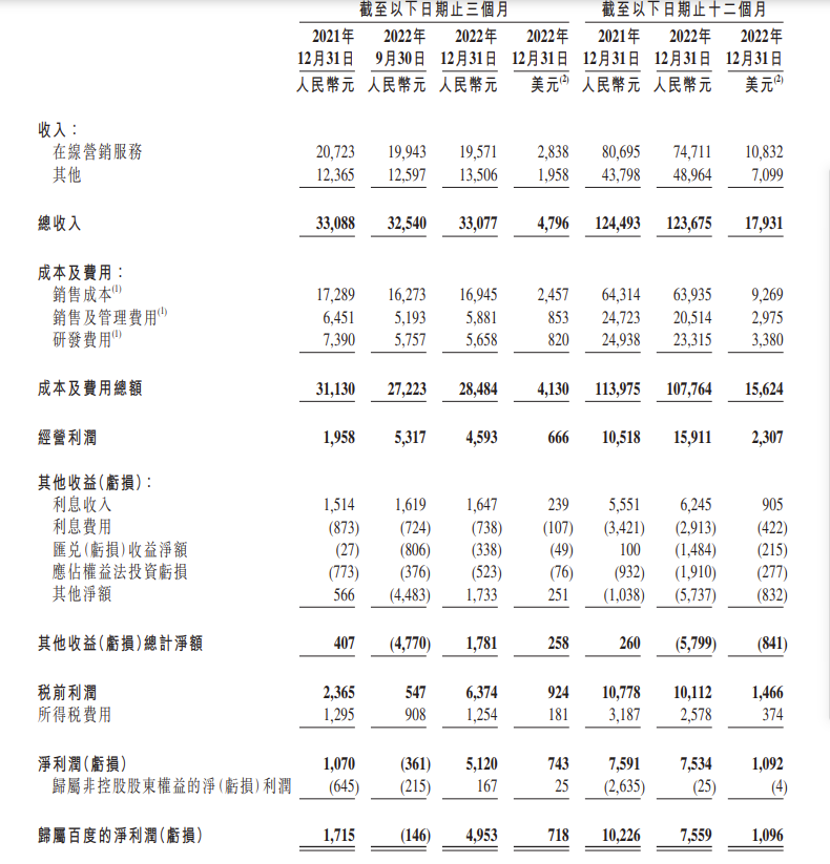 截至以下日期止三個月 截至以下日期止十二個月
2021年 2022年 2022年 2022年 2021年 2022年 2022年
12月31日 9月30日 12月31日 12月31日 12月31日 12月31日 12月31日
人民幣元 人民幣元 人民幣元 美元(2) 人民幣元 人民幣元 美元(2)
收入：
在線營銷服務 20,723 19,943 19,571 2,838 80,695 74,711 10,832
其他 12,365 12,597 13,506 1,958 43,798 48,964 7,099
總收入 33,088 32,540 33,077 4,796 124,493 123,675 17,931
成本及費用：
銷售成本(1) 17,289 16,273 16,945 2,457 64,314 63,935 9,269
銷售及管理費用(1) 6,451 5,193 5,881 853 24,723 20,514 2,975
研發費用(1) 7,390 5,757 5,658 820 24,938 23,315 3,380
成本及費用總額 31,130 27,223 28,484 4,130 113,975 107,764 15,624
經營利潤 1,958 5,317 4,593 666 10,518 15,911 2,307
其他收益(虧損)：
利息收入 1,514 1,619 1,647 239 5,551 6,245 905
利息費用 (873) (724) (738) (107) (3,421) (2,913) (422)
匯兌(虧損)收益淨額 (27) (806) (338) (49) 100 (1,484) (215)
應佔權益法投資虧損 (773) (376) (523) (76) (932) (1,910) (277)
其他淨額 566 (4,483) 1,733 251 (1,038) (5,737) (832)
其他收益(虧損)總計淨額 407 (4,770) 1,781 258 260 (5,799) (841)
稅前利潤 2,365 547 6,374 924 10,778 10,112 1,466
所得稅費用 1,295 908 1,254 181 3,187 2,578 374
淨利潤(虧損) 1,070 (361) 5,120 743 7,591 7,534 1,092
歸屬非控股股東權益的淨(虧損)利潤 (645) (215) 167 25 (2,635) (25) (4)
歸屬百度的淨利潤(虧損) 1,715 (146) 4,953 718 10,226 7,559 1,096